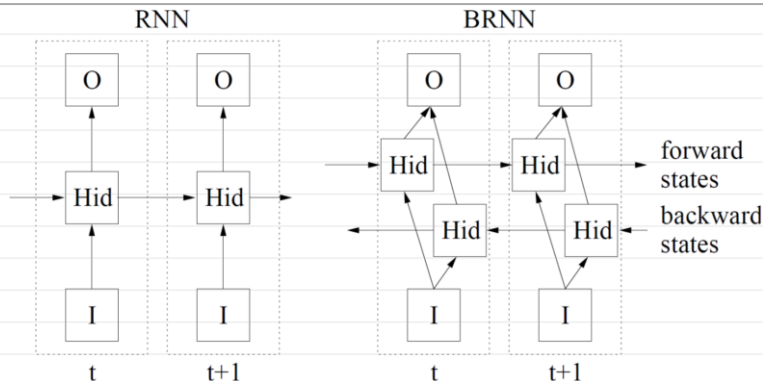 RNN BRNN
O O O O
Hid Hid
forward
states
Hid Hid
Hid Hid
backward
states
I I I I
t t+1 t t+1